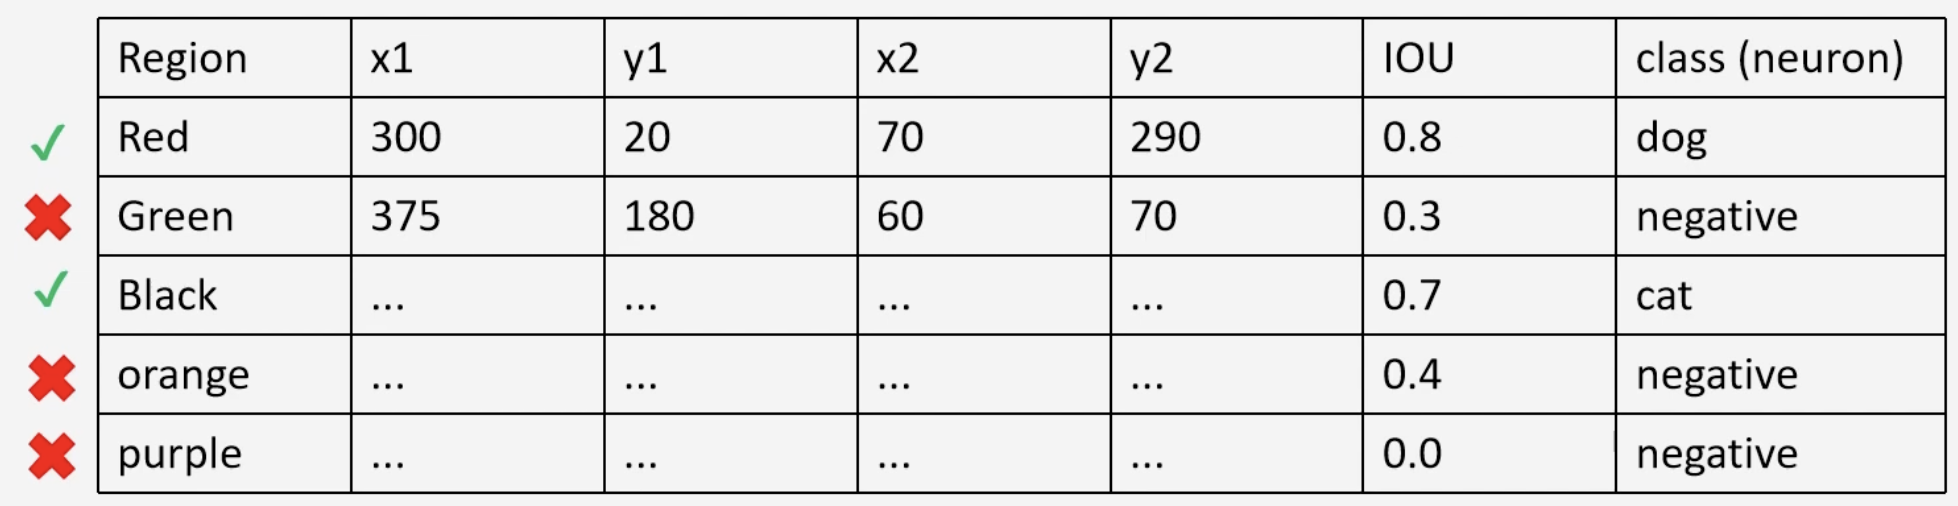 Region x1 y1 x2 y2 IOU class (neuron)
Red 300 20 70 290 0.8 dog
Green 375 180 60 70 0.3 negative
Black ... ... ... ... 0.7 cat
orange ... ... ... ... 0.4 negative
purple ... ... ... ... 0.0 negative